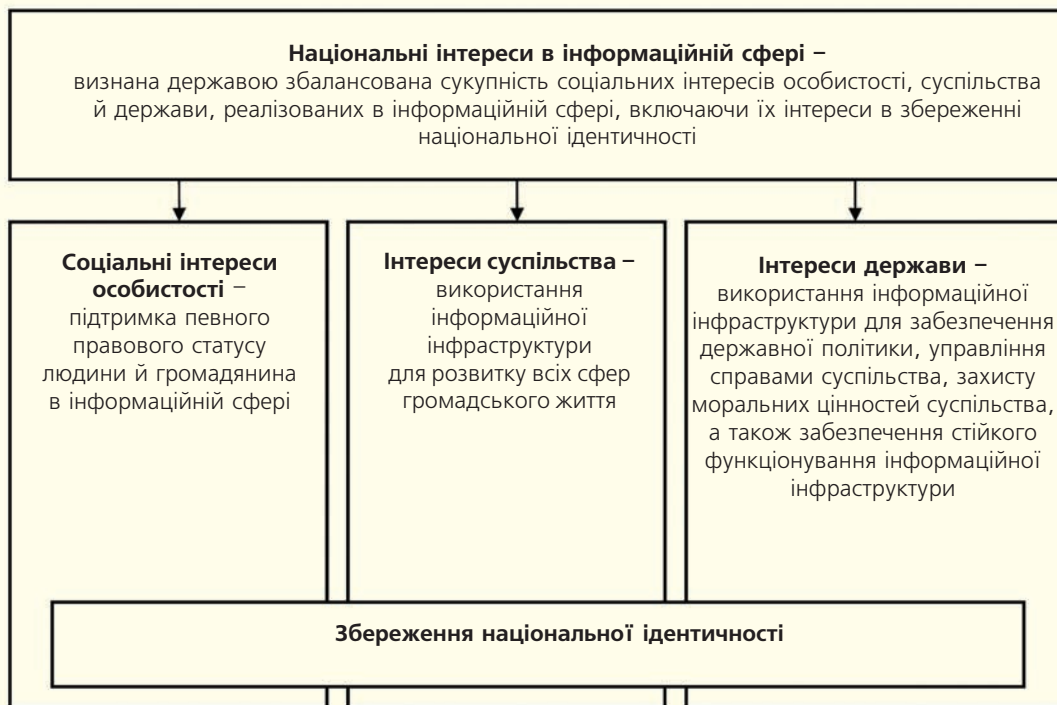 Національні інтереси в інформаційній сфері –
визнана державою збалансована сукупність соціальних інтересів особистості, суспільства
й держави, реалізованих в інформаційній сфері, включаючи їх інтереси в збереженні
національної ідентичності
Соціальні інтереси
особистості –
підтримка певного
правового статусу
людини й громадянина
в інформаційній сфері
Інтереси суспільства –
використання
інформаційної
інфраструктури
для розвитку всіх сфер
громадського життя
Інтереси держави –
використання інформаційної
інфраструктури для забезпечення
державної політики, управління
справами суспільства, захисту
моральних цінностей суспільства,
а також забезпечення стійкого
функціонування інформаційної
інфраструктури
Збереження національної ідентичності